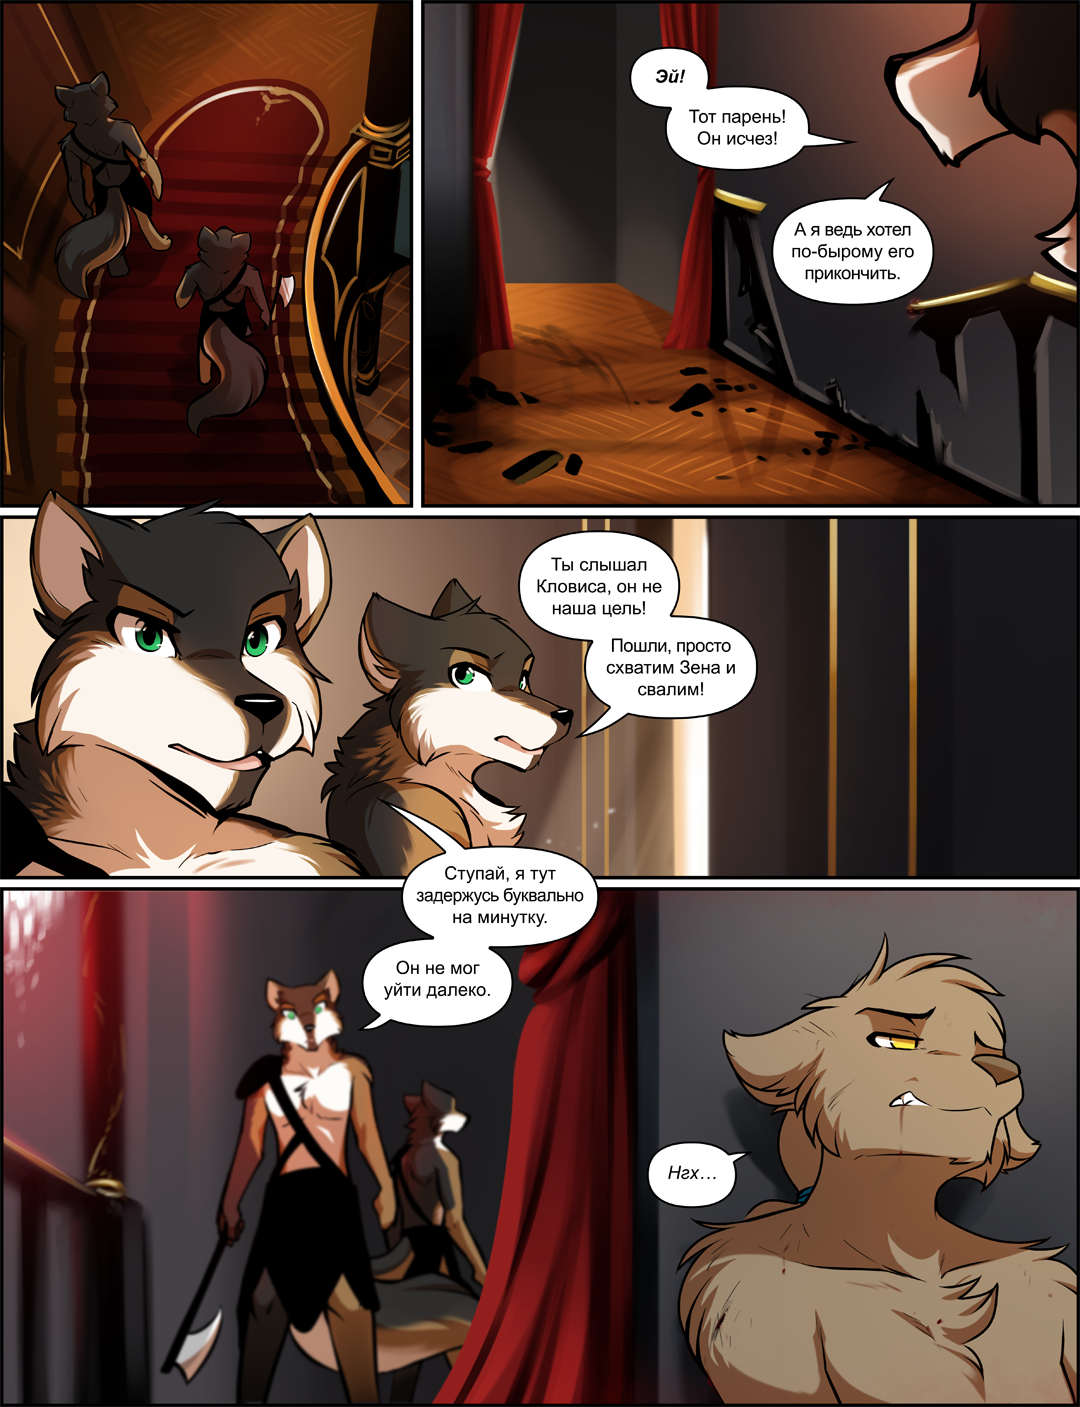 Эй!
Тот парень!
Он исчез!
А я ведь хотел
по-бырому его
прикончить.
Ты слышал
Кловиса, он не
наша цель!
Пошли, просто
схватим Зена и
свалим!
Ступай, я тут
задержусь буквально
на минутку.
Он не мог
уйти далеко.
Нгх...